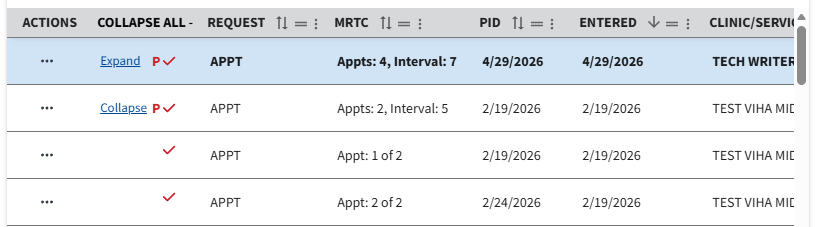 ACTIONS COLLAPSE ALL - REQUEST MRTC PID ENTERED CLINIC/SERVIC
Expand P APPT Appts: 4, Interval: 7 4/29/2026 4/29/2026 TECH WRITER
Collapse P APPT Appts: 2, Interval: 5 2/19/2026 2/19/2026 TEST VIHA MID
APPT Appt: 1 of 2 2/19/2026 2/19/2026 TEST VIHA MID
APPT Appt: 2 of 2 2/24/2026 2/19/2026 TEST VIHA MID